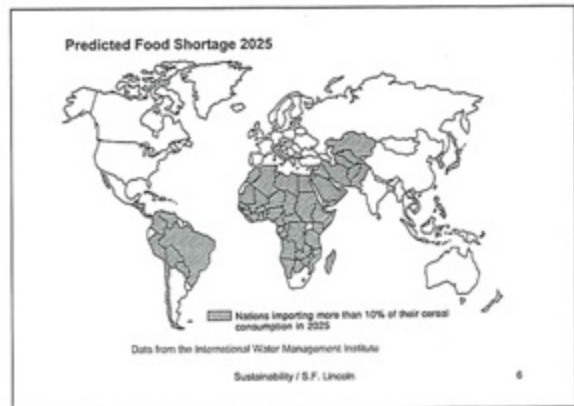 Predicted Food Shortage 2025
Nations importing more than 10% of their cereal
consumption in 2025
Data from the International Water Management Institute
Sustainability / S.F. Lincoln
6